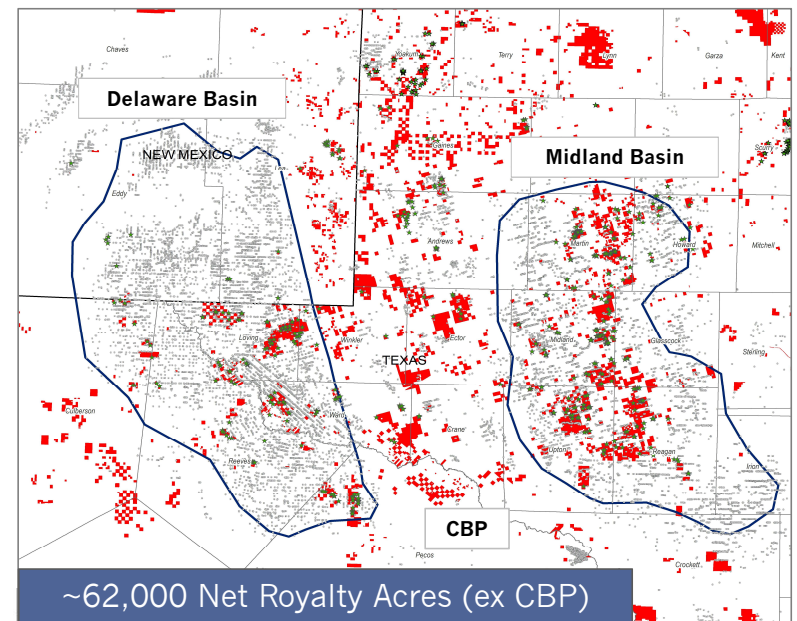 Chaves
Yoakum
Terry
Lynn
Garza
Kent
Delaware Basin
NEW MEXICO
Lea
Gaines
Midland Basin
Scurry
Eddy
Andrews
Martin
Howard
Mitchell
Loving
Winkler
Ector
Midland
Glasscock
Sterling
TEXAS
Culberson
Ward
Crane
Upton
Reagan
Reeves
Irion
CBP
Pecos
Crockett
~62,000 Net Royalty Acres (ex CBP)